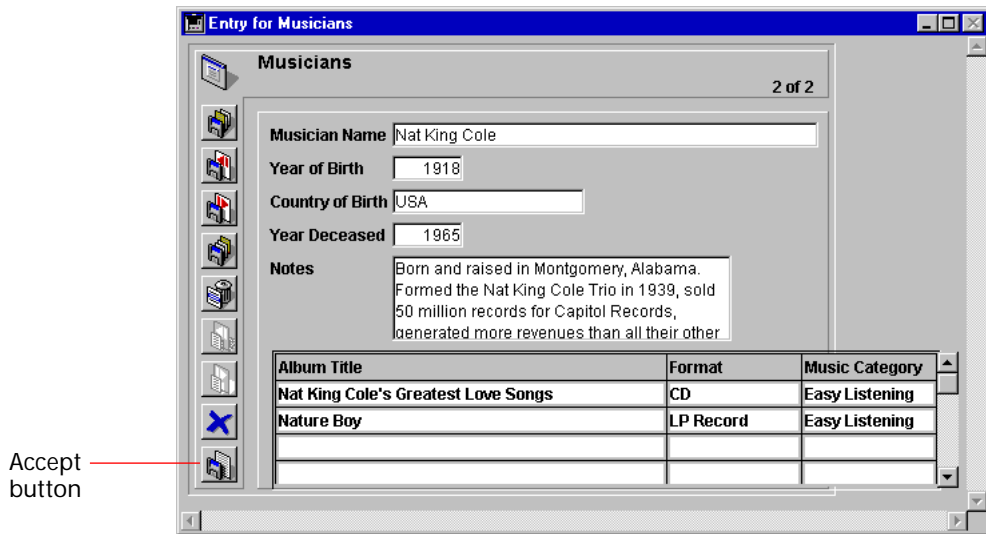 Entry for Musicians
Musicians
2 of 2
Musician Name Nat King Cole
Year of Birth 1918
Country of Birth USA
Year Deceased 1965
Notes Born and raised in Montgomery, Alabama.
Formed the Nat King Cole Trio in 1939, sold
50 million records for Capitol Records,
generated more revenues than all their other
Album Title Format Music Category
Nat King Cole's Greatest Love Songs CD Easy Listening
Nature Boy LP Record Easy Listening
Accept
button